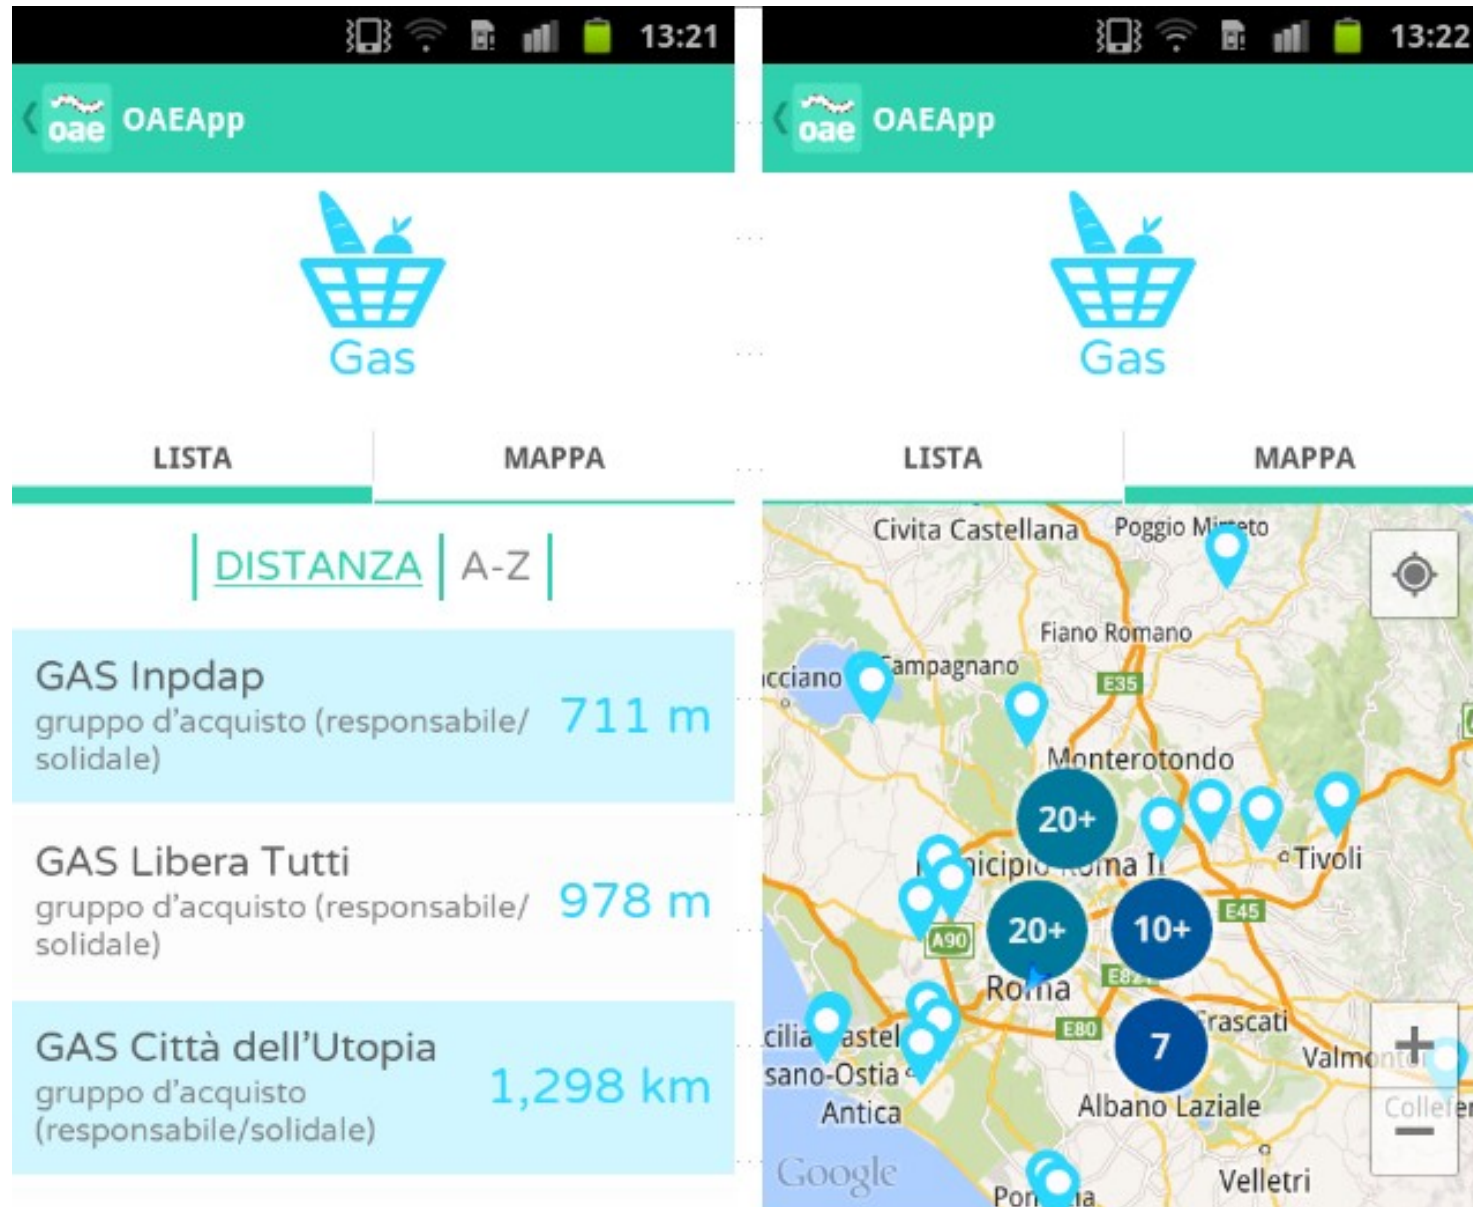 13:21
oae OAEApp
Gas
LISTA MAPPA
DISTANZA A-Z
GAS Inpdap
gruppo d'acquisto (responsabile/
solidale)
711 m
GAS Libera Tutti
gruppo d'acquisto (responsabile/
solidale)
978 m
GAS Città dell'Utopia
gruppo d'acquisto
(responsabile/solidale)
1,298 km
13:22
oae OAEApp
Gas
LISTA MAPPA
Civita Castellana
Poggio
Fiano Romano
Campagnano
E35
Monterotondo
20+
Roma II
Tivoli
E45
A90
20+
10+
Roma
E80
7
Frascati
Antica
Albano Laziale
Velletri
Google